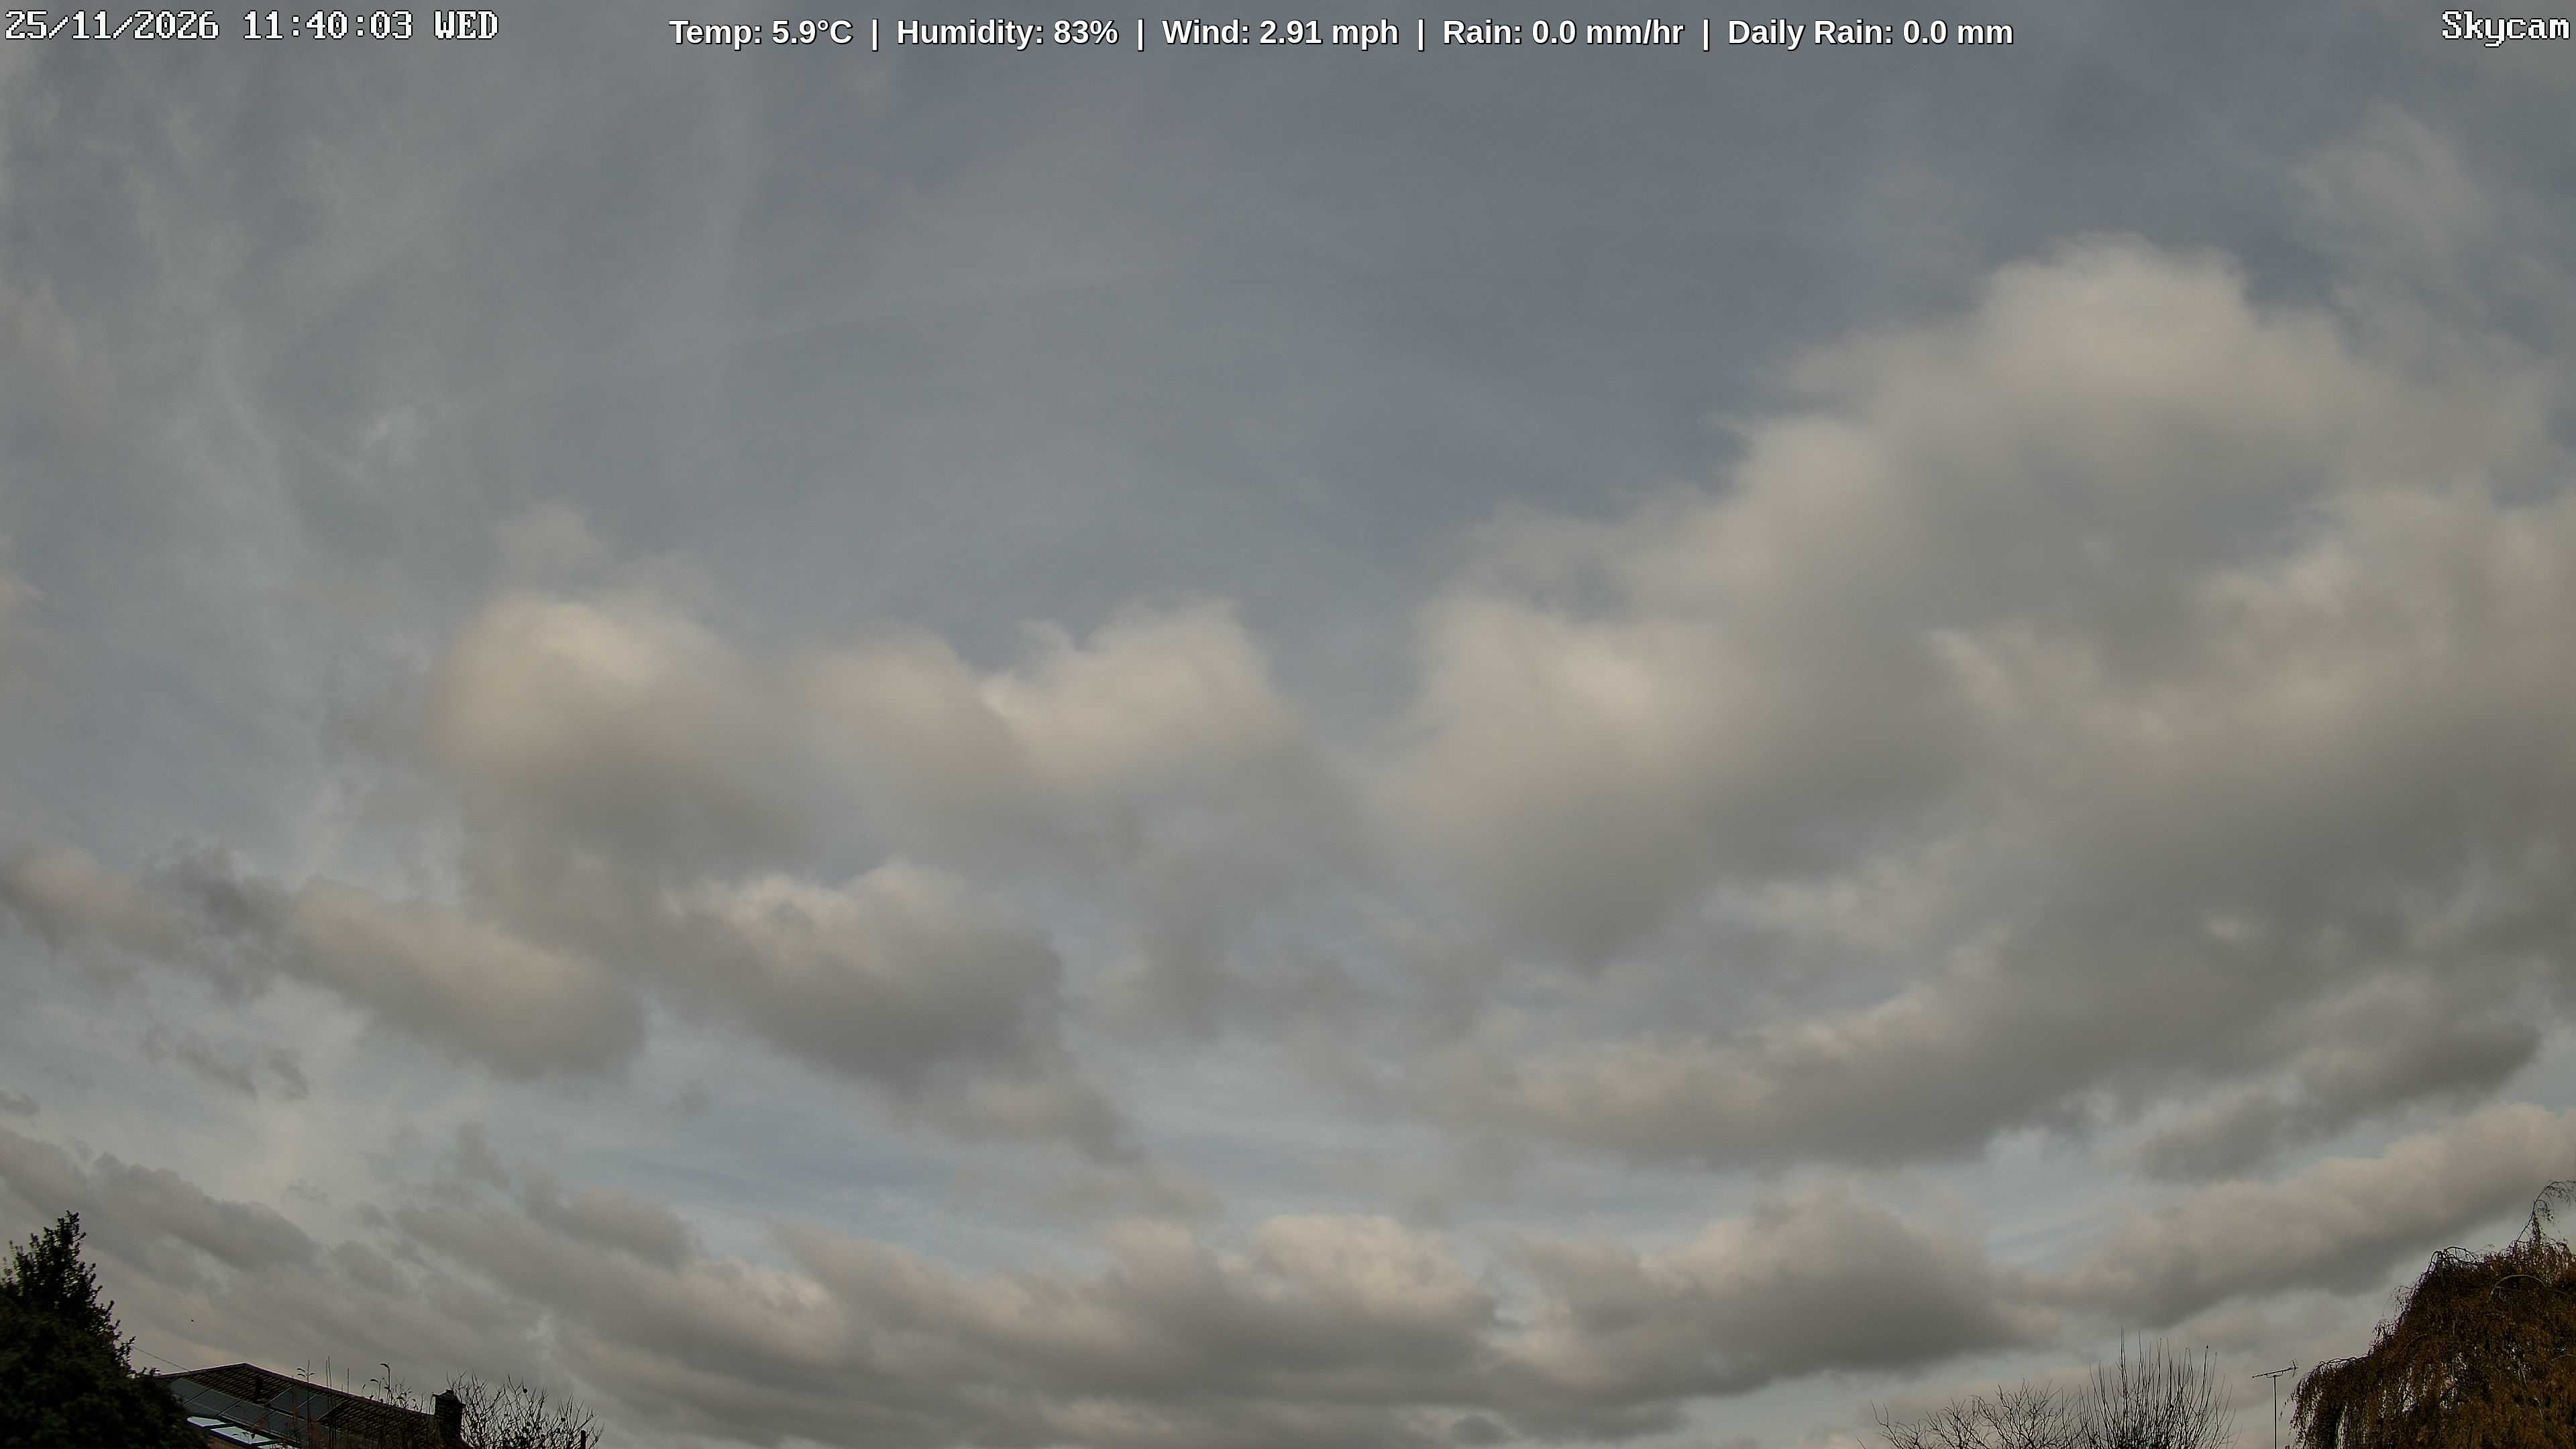 25/11/2026 11:40:03 WED
Temp: 5.9°C | Humidity: 83% | Wind: 2.91 mph | Rain: 0.0 mm/hr | Daily Rain: 0.0 mm
Skycam